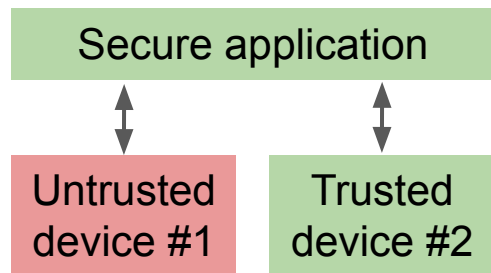 Secure application
Untrusted
device #1
Trusted
device #2